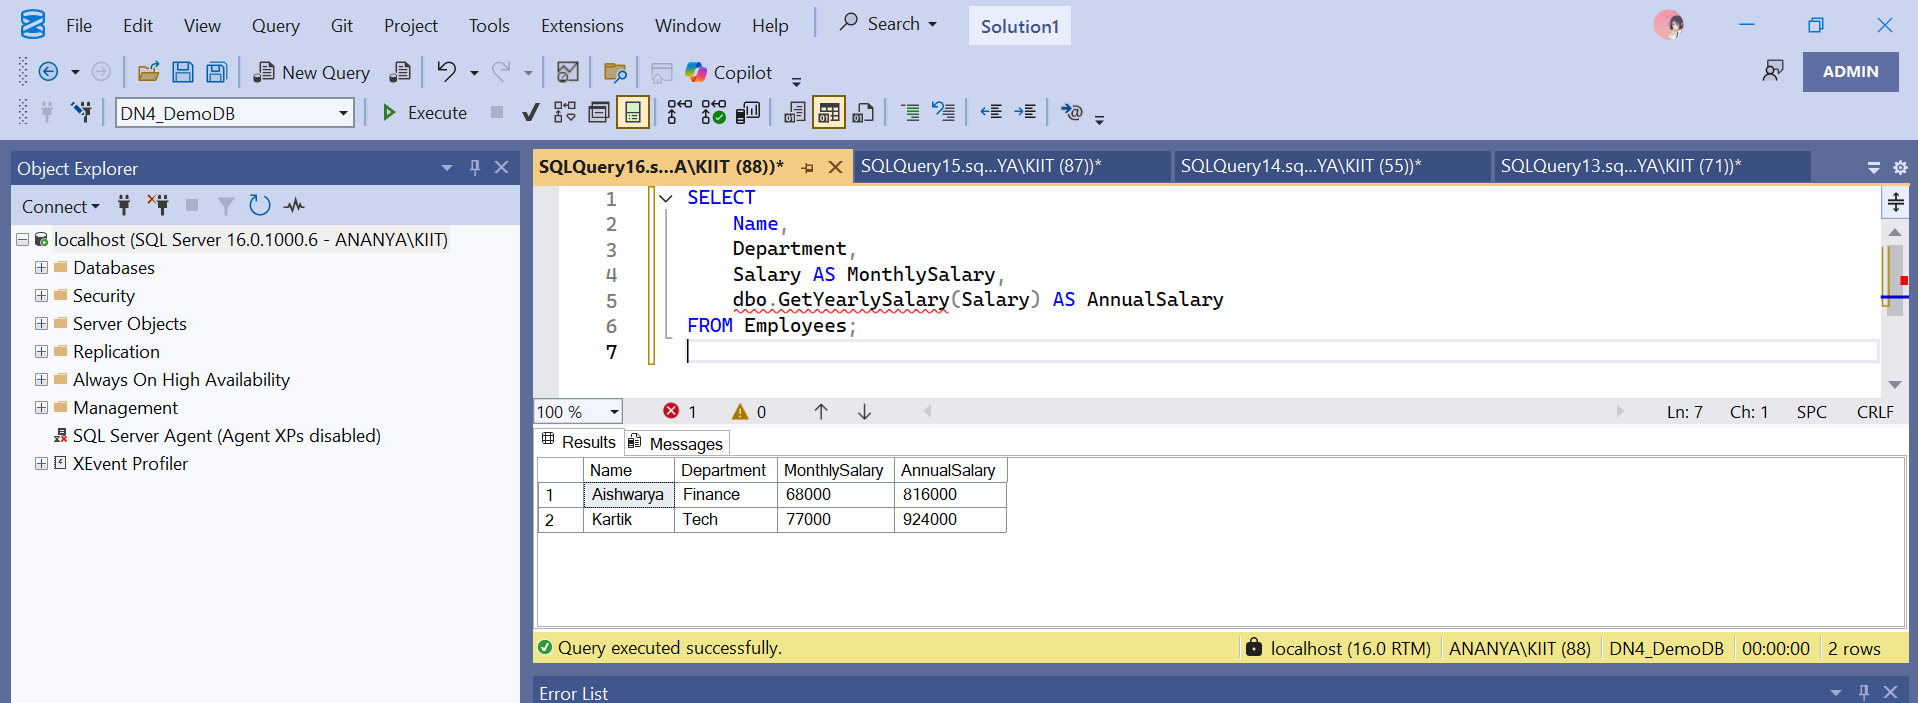 File Edit View Query Git Project Tools Extensions Window Help Search Solution1
New Query Copilot ADMIN
DN4_DemoDB Execute
Object Explorer
Connect
localhost (SQL Server 16.0.1000.6 - ANANYA\KIIT)
Databases
Security
Server Objects
Replication
Always On High Availability
Management
SQL Server Agent (Agent XPs disabled)
XEvent Profiler
SQLQuery16.s...A\KIIT (88))* SQLQuery15.sq...YA\KIIT (87))* SQLQuery14.sq...YA\KIIT (55))* SQLQuery13.sq...YA\KIIT (71))*
1 SELECT
2 Name,
3 Department,
4 Salary AS MonthlySalary,
5 dbo.GetYearlySalary(Salary) AS AnnualSalary
6 FROM Employees;
7
100 % 1 0 Ln: 7 Ch: 1 SPC CRLF
Results Messages
Name Department MonthlySalary AnnualSalary
1 Aishwarya Finance 68000 816000
2 Kartik Tech 77000 924000
Query executed successfully. localhost (16.0 RTM) ANANYA\KIIT (88) DN4_DemoDB 00:00:00 2 rows
Error List